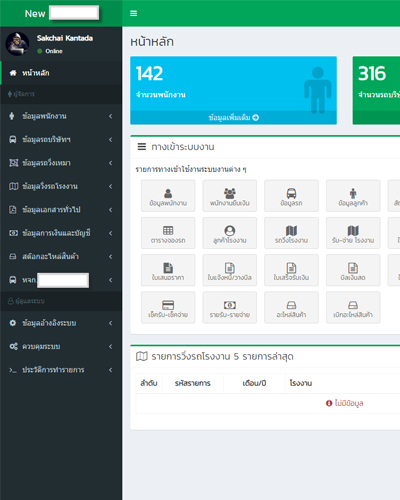 New
Sakchai Kantada
Online
หน้าหลัก
ผู้จัดการ
ข้อมูลพนักงาน
ข้อมูลรถบริษัทฯ
ข้อมูลรถวิ่งเหมา
ข้อมูลวิ่งรถโรงงาน
ข้อมูลเอกสารทั่วไป
ข้อมูลการเงินและบัญชี
สต๊อกอะไหล่สินค้า
หจก.
ผู้ดูแลระบบ
ข้อมูลอ้างอิงระบบ
ควบคุมระบบ
ประวัติการทำรายการ
หน้าหลัก
142
จำนวนพนักงาน
ข้อมูลเพิ่มเติม
316
จำนวนรถบริษั
ทางเข้าระบบงาน
รายการทางเข้าใช้งานระบบงานต่าง ๆ
ข้อมูลพนักงาน พนักงานยืมเงิน ข้อมูลรถ ข้อมูลลูกค้า
ตารางจองรถ ลูกค้าโรงงาน รถวิ่งโรงงาน รับ-จ่าย โรงงาน
ใบเสนอราคา ใบแจ้งหนี้/วางบิล ใบเสร็จรับเงิน บิลเงินสด
เช็ครับ-เช็คจ่าย รายรับ-รายจ่าย อะไหล่สินค้า เบิกอะไหล่สินค้า
รายการวิ่งรถโรงงาน 5 รายการล่าสุด
ลำดับ รหัสรายการ เดือน/ปี โรงงาน
ไม่มีข้อมูล